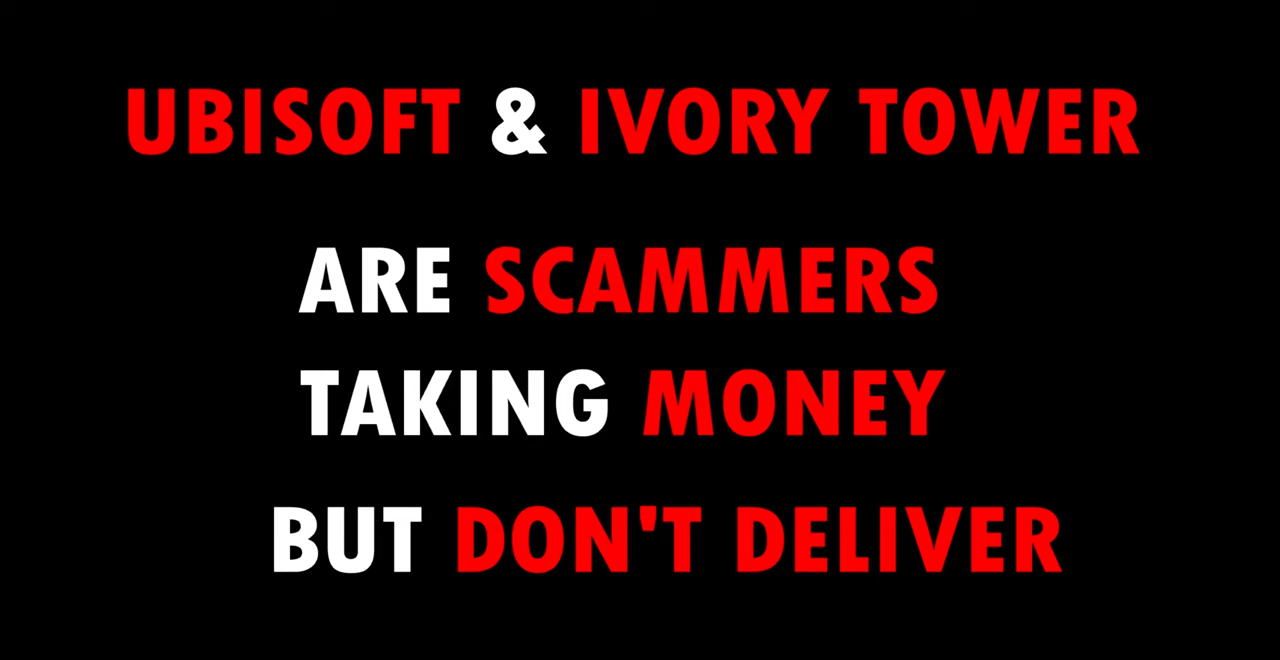 UBISOFT & IVORY TOWER
ARE SCAMMERS
TAKING MONEY
BUT DON'T DELIVER